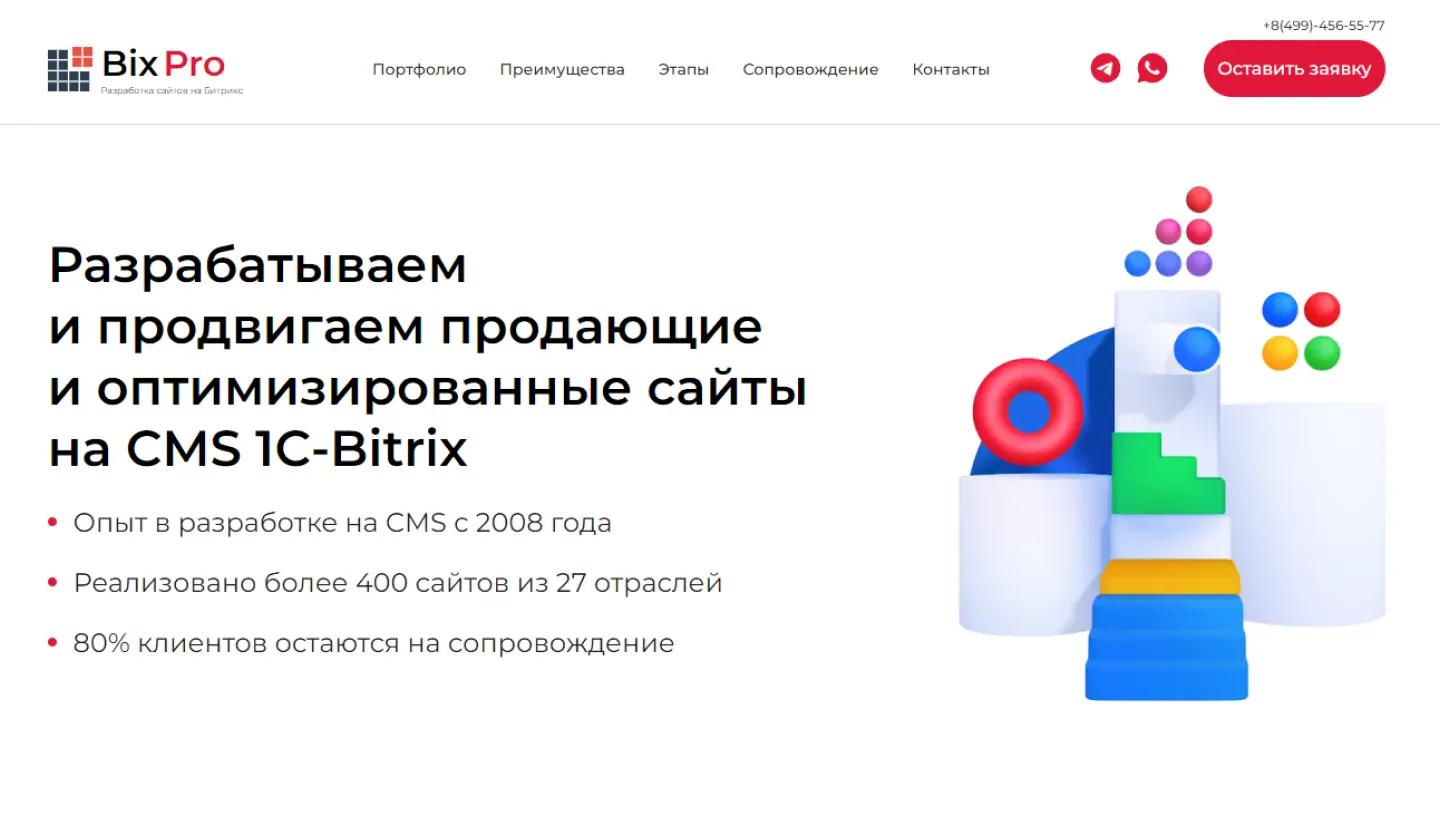 +8(499)-456-55-77
Bix Pro
Разработка сайтов на Битрикс
Портфолио Преимущества Этапы Сопровождение Контакты
Оставить заявку
Разрабатываем
и продвигаем продающие
и оптимизированные сайты
на CMS 1C-Bitrix
Опыт в разработке на CMS с 2008 года
Реализовано более 400 сайтов из 27 отраслей
80% клиентов остаются на сопровождение